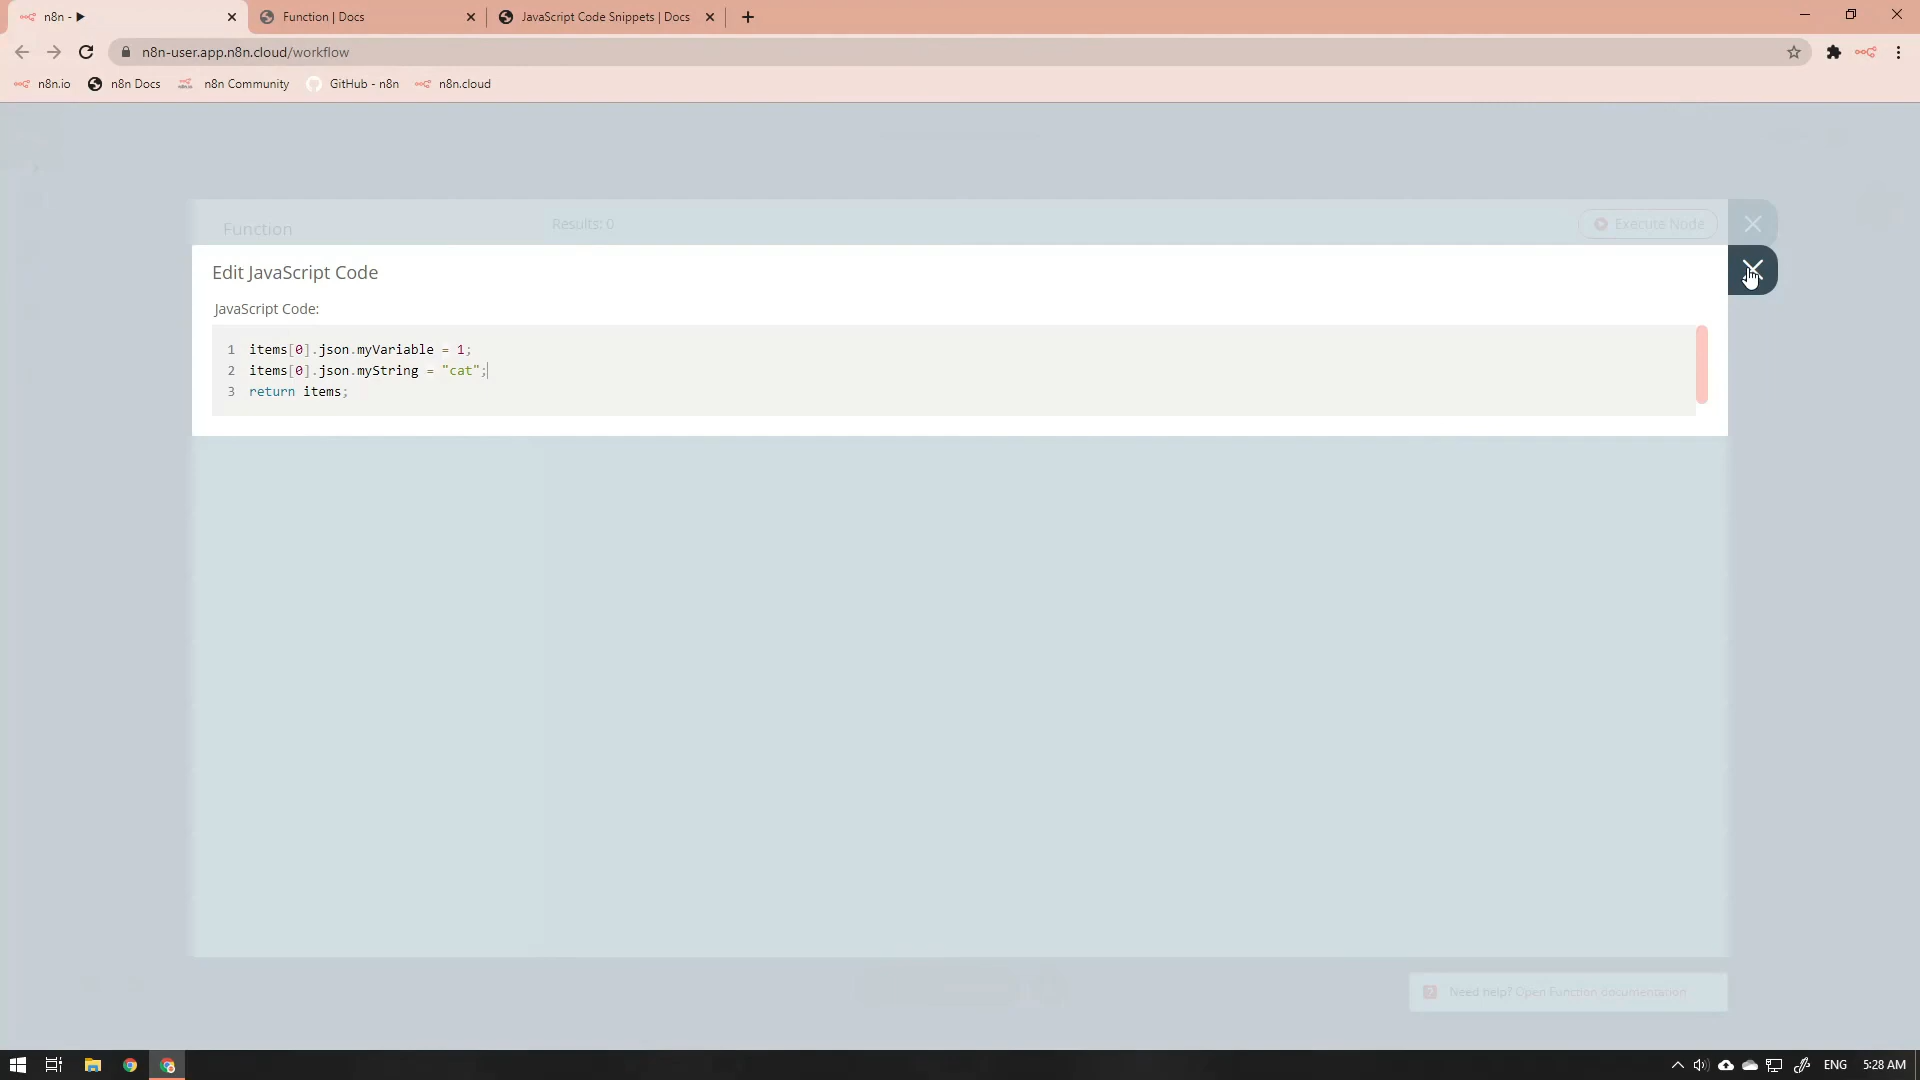 n8n - ▶
Function | Docs
JavaScript Code Snippets | Docs
n8n-user.app.n8n.cloud/workflow
n8n.io
n8n Docs
n8n Community
GitHub - n8n
n8n.cloud
Function
Results: 0
Execute Node
Edit JavaScript Code
JavaScript Code:
1 items[0].json.myVariable = 1;
2 items[0].json.myString = "cat";
3 return items;
? Need help? Open Function documentation
ENG
5:28 AM